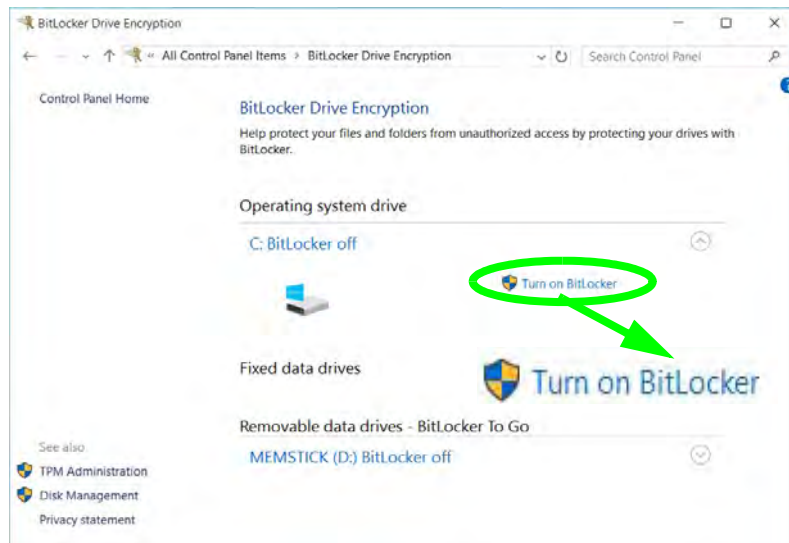 BitLocker Drive Encryption
« All Control Panel Items > BitLocker Drive Encryption
Search Control Panel
Control Panel Home
BitLocker Drive Encryption
Help protect your files and folders from unauthorized access by protecting your drives with
BitLocker.
Operating system drive
C: BitLocker off
Turn on BitLocker
Fixed data drives
Turn on BitLocker
Removable data drives - BitLocker To Go
MEMSTICK (D:) BitLocker off
See also
TPM Administration
Disk Management
Privacy statement